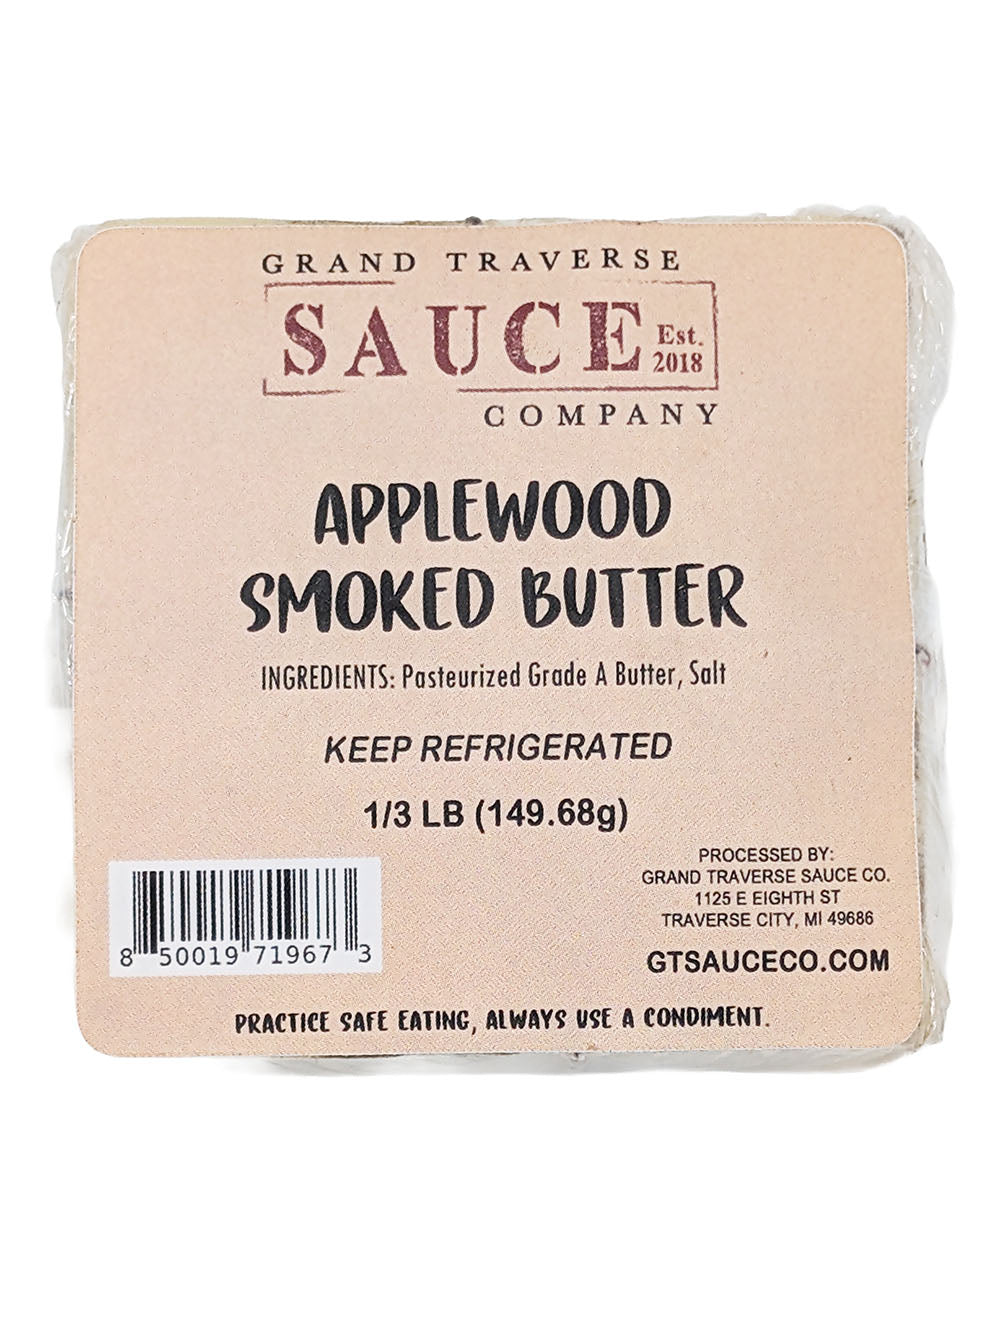 GRAND TRAVERSE
SAUCE Est. 2018
COMPANY
APPLEWOOD
SMOKED BUTTER
INGREDIENTS: Pasteurized Grade A Butter, Salt
KEEP REFRIGERATED
1/3 LB (149.68g)
PROCESSED BY:
GRAND TRAVERSE SAUCE CO.
1125 E EIGHTH ST
TRAVERSE CITY, MI 49686
GTSAUCECO.COM
8 50019 71967 3
PRACTICE SAFE EATING, ALWAYS USE A CONDIMENT.